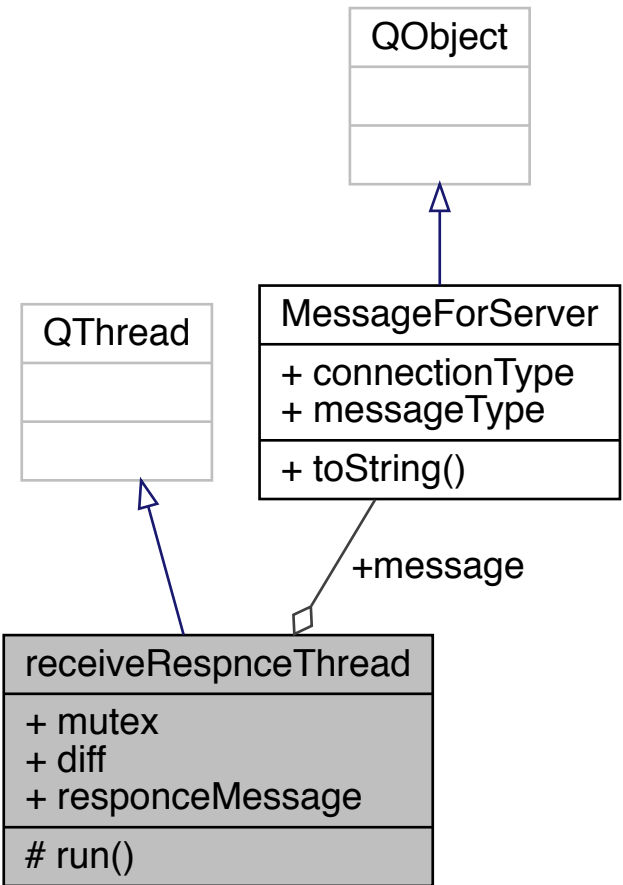 QObject
MessageForServer
+ connectionType
+ messageType
+ toString()
QThread
+message
receiveRespnceThread
+ mutex
+ diff
+ responceMessage
# run()